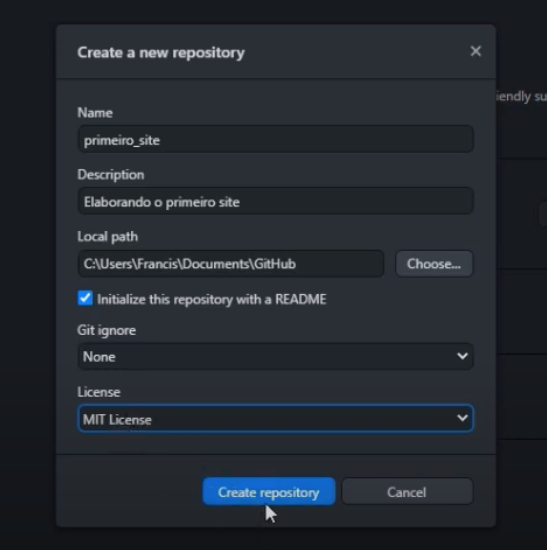 Create a new repository
iendly su
Name
primeiro_site
Description
Elaborando o primeiro site
Local path
C:\Users\Francis\Documents\GitHub
Choose...
Initialize this repository with a README
Git ignore
None
License
MIT License
Create repository
Cancel